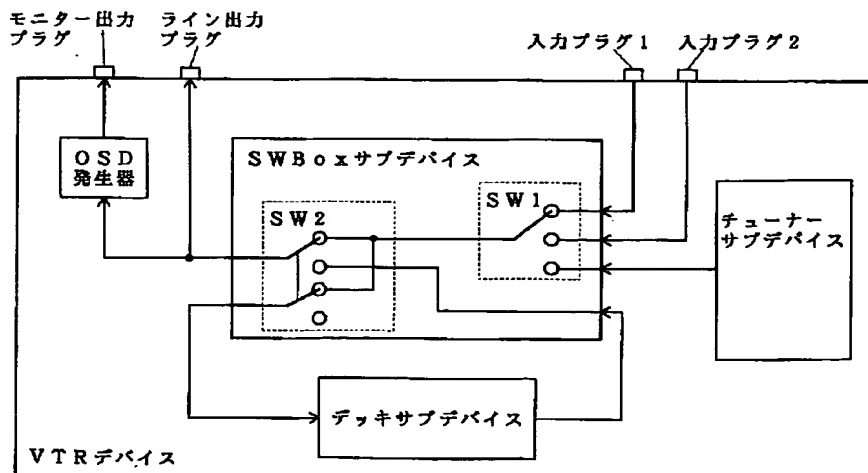 モニター出力
プラグ
ライン出力
プラグ
入力プラグ1
入力プラグ2
OSD
発生器
SWBoxサブデバイス
SW1
SW2
チューナー
サブデバイス
デッキサブデバイス
VTRデバイス